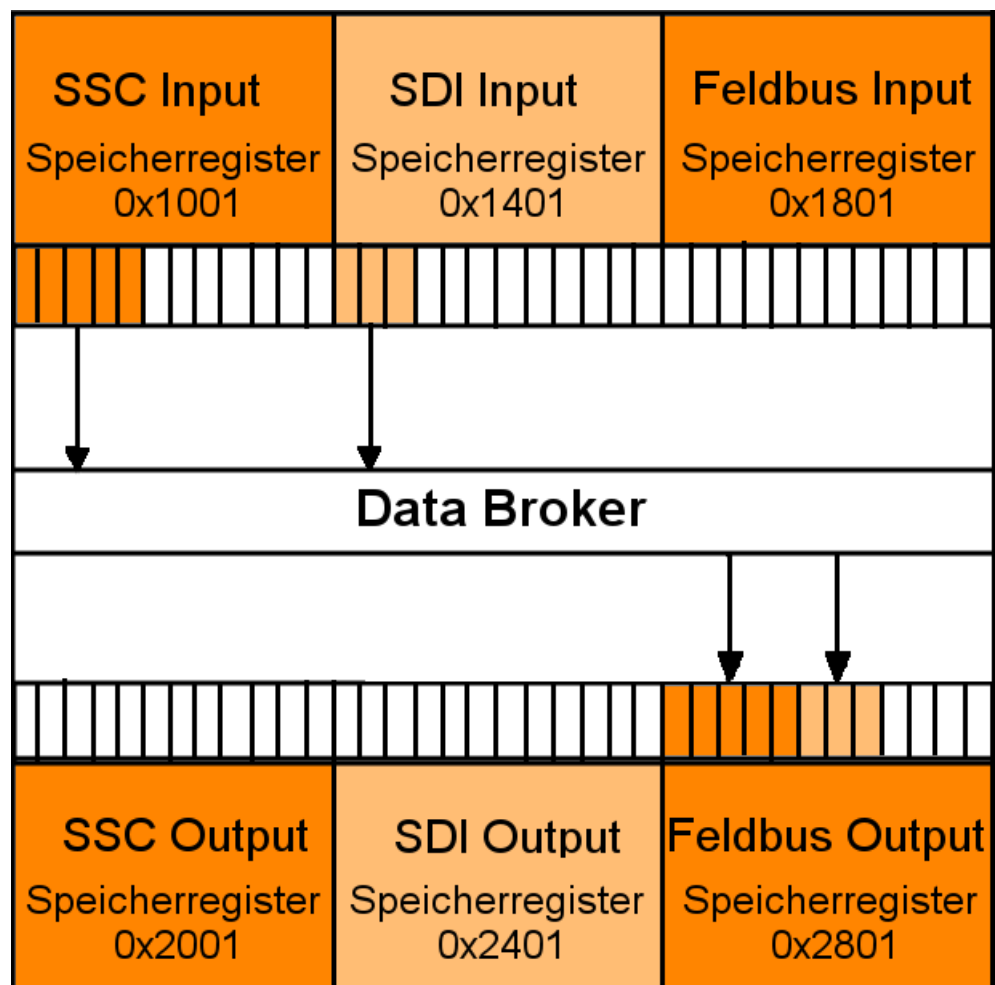 SSC Input
Speicherregister
0x1001
SDI Input
Speicherregister
0x1401
Feldbus Input
Speicherregister
0x1801
Data Broker
SSC Output
Speicherregister
0x2001
SDI Output
Speicherregister
0x2401
Feldbus Output
Speicherregister
0x2801